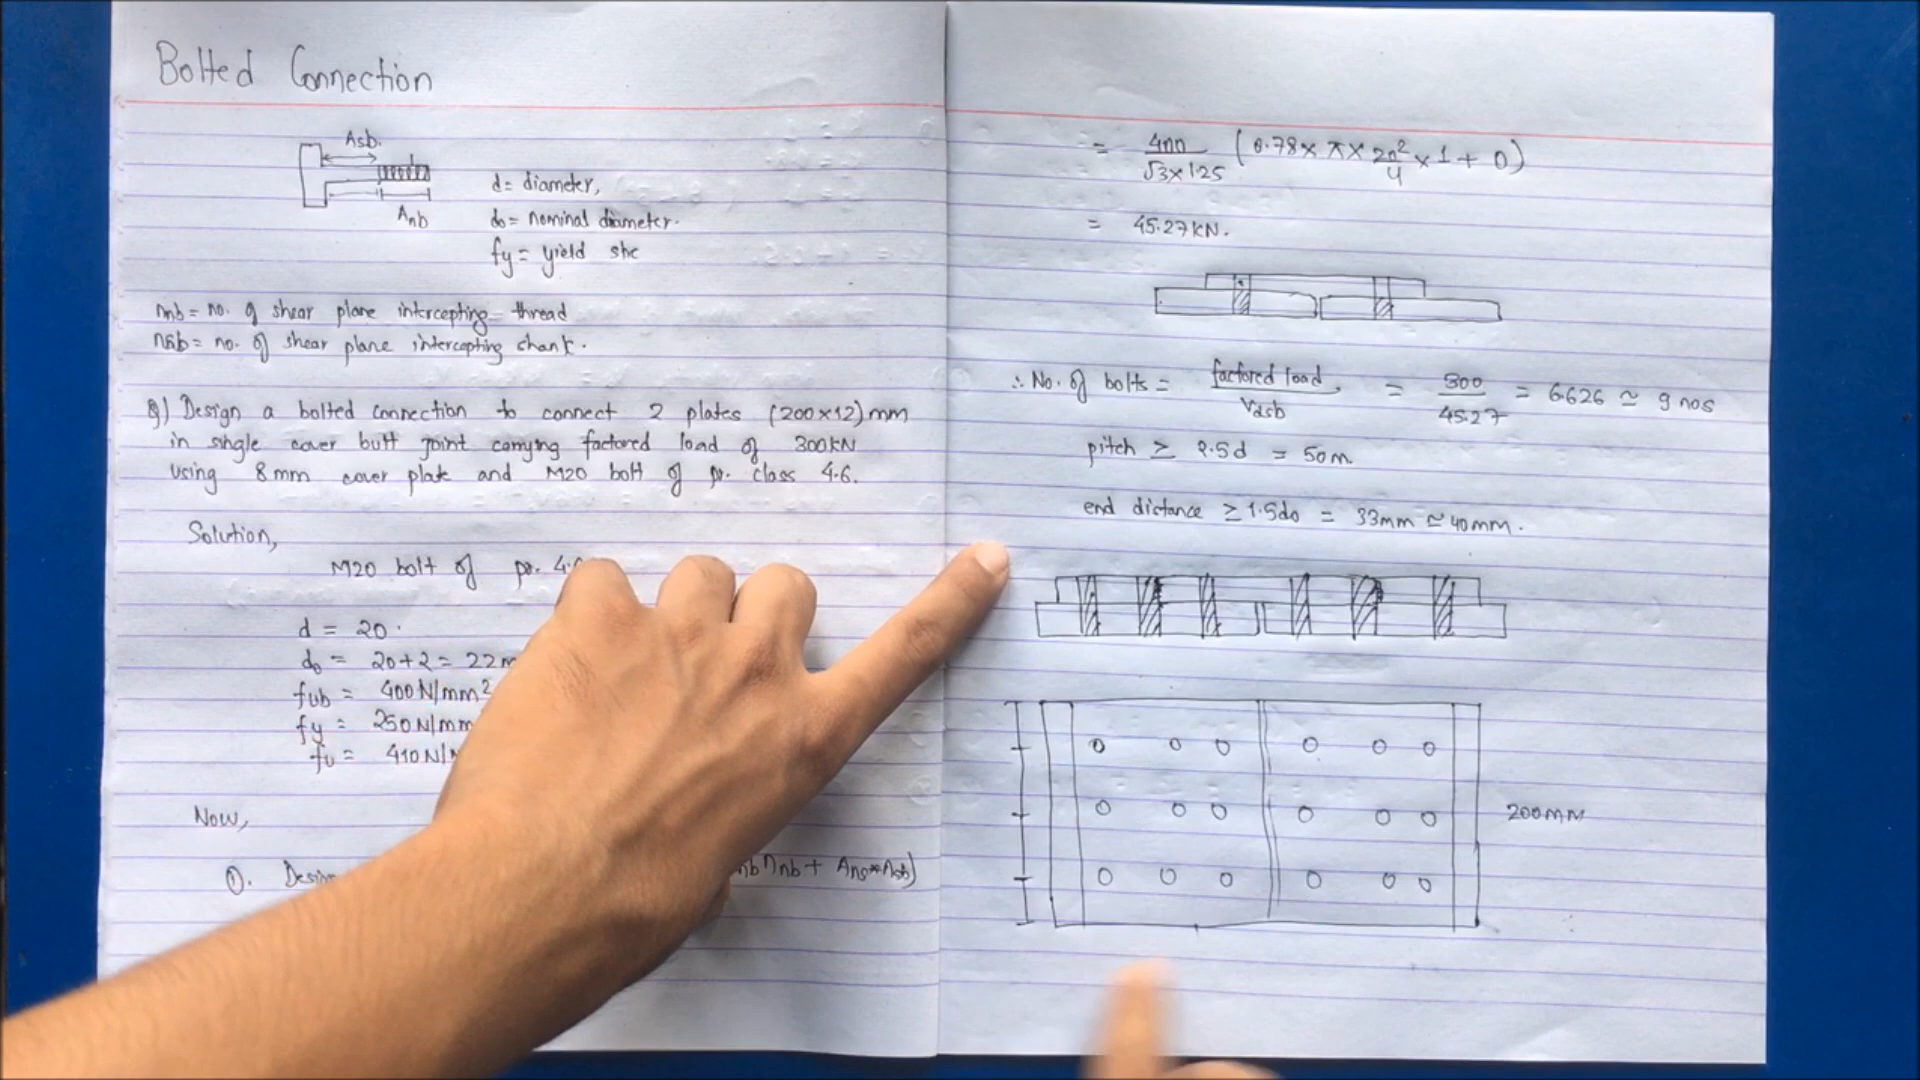 Bolted Connection
Asb.
Anb
d = diameter,
do = nominal diameter.
fy = yield stre
nnb = no. of shear plane intercepting thread
nsb = no. of shear plane intercepting shank.
Q) Design a bolted connection to connect 2 plates (200×12) mm
in single cover butt joint carrying factored load of 300kN
using 8mm cover plate and M20 bolt of pr. class 4.6.
Solution,
M20 bolt of pr. 4.6
d = 20.
do = 20+2 = 22m
fub = 400 N/mm2
fy = 250 N/mm
fu = 410 N/
Now,
①. Design
nnb + Asb nsb)
= 400/√3×1.25 (0.78 × π × 20²/4 × 1 + 0)
= 45.27 kN.
∴ No. of bolts = factored load/Vdsb = 300/45.27 = 6.626 ≃ 9 nos
pitch ≥ 2.5d = 50m.
end distance ≥ 1.5do = 33mm ≃ 40mm.
200mm